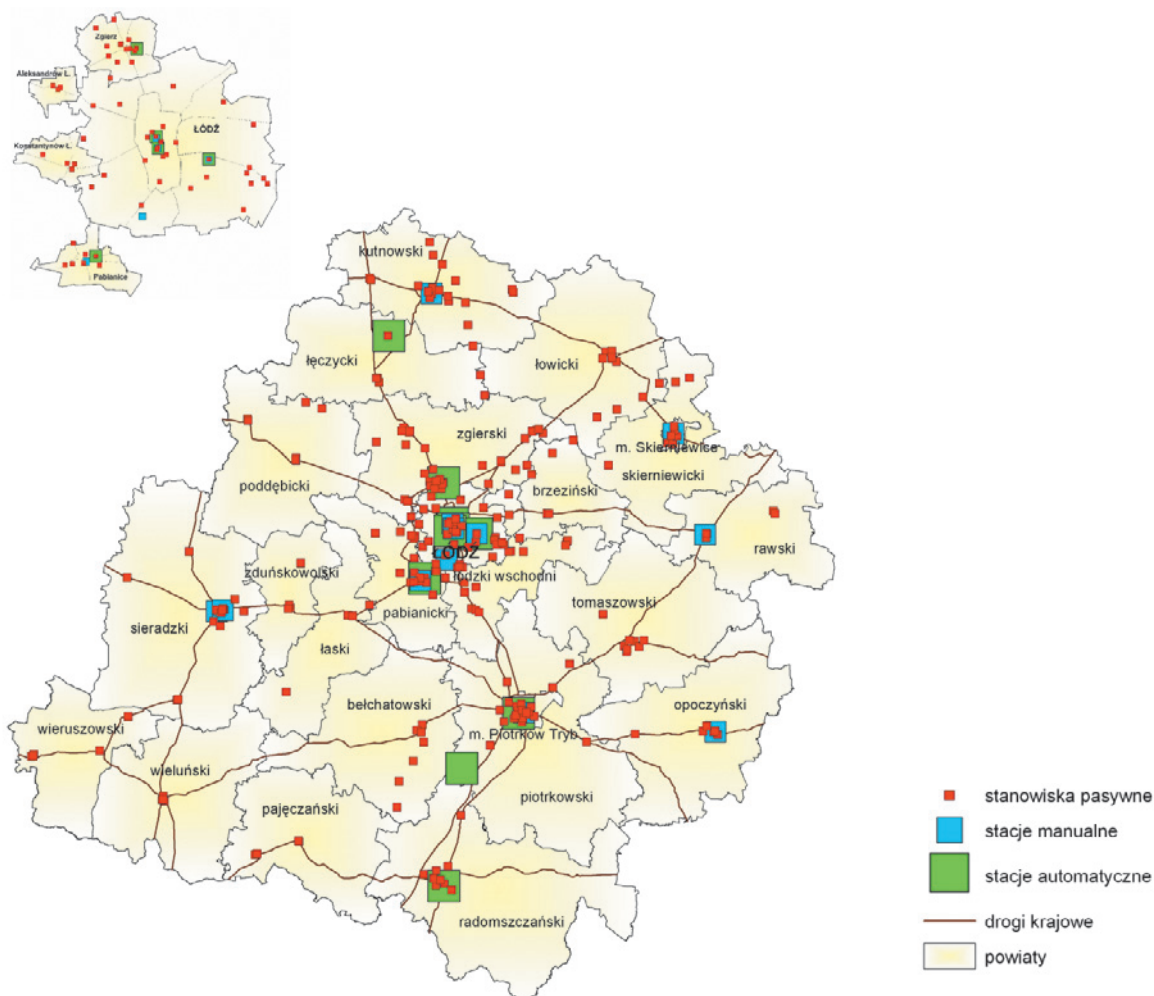 Zgierz
Aleksandrów Ł.
ŁÓDŹ
Konstantynów Ł.
Pabianice
kutnowski
łęczycki
łowicki
zgierski
m. Skierniewice
skierniewicki
poddębicki
brzeziński
rawski
ŁÓDŹ
zduńskowolski
łódzki wschodni
tomaszowski
sieradzki
pabianicki
łaski
bełchatowski
opoczyński
wieruszowski
m. Piotrków Tryb.
wieluński
piotrkowski
pajęczański
radomszczański
stanowiska pasywne
stacje manualne
stacje automatyczne
drogi krajowe
powiaty